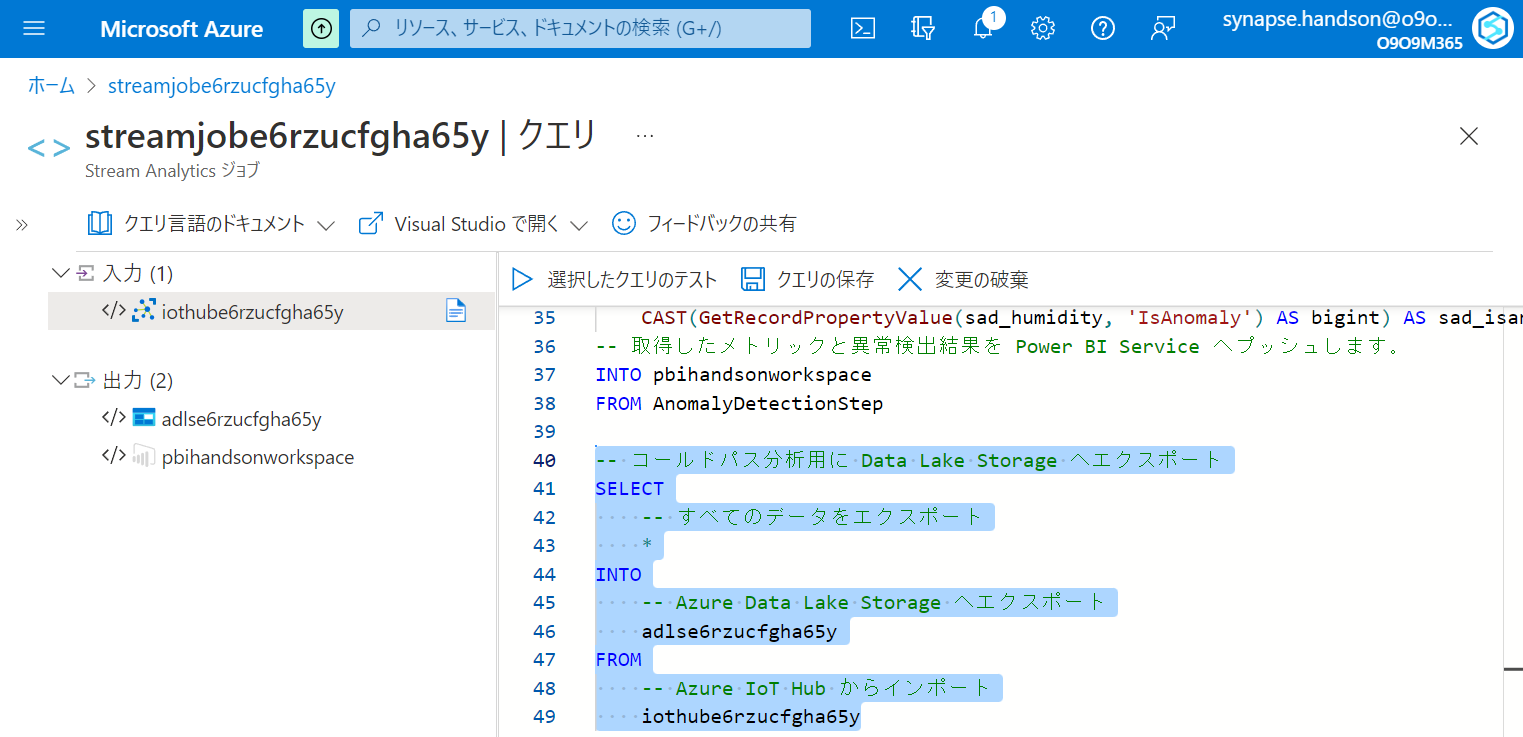 Microsoft Azure
リソース、サービス、ドキュメントの検索 (G+/)
1
synapse.handson@o9o...
O9O9M365
ホーム > streamjobe6rzucfgha65y
streamjobe6rzucfgha65y | クエリ ...
Stream Analytics ジョブ
クエリ言語のドキュメント
Visual Studio で開く
フィードバックの共有
入力 (1)
iothube6rzucfgha65y
出力 (2)
adlse6rzucfgha65y
pbihandsonworkspace
選択したクエリのテスト
クエリの保存
変更の破棄
35 CAST(GetRecordPropertyValue(sad_humidity, 'IsAnomaly') AS bigint) AS
36 -- 取得したメトリックと異常検出結果を Power BI Service へプッシュします。
37 INTO pbihandsonworkspace
38 FROM AnomalyDetectionStep
39
40 -- コールドパス分析用に Data Lake Storage へエクスポート
41 SELECT
42 -- すべてのデータをエクスポート
43 *
44 INTO
45 -- Azure Data Lake Storage へエクスポート
46 adlse6rzucfgha65y
47 FROM
48 -- Azure IoT Hub からインポート
49 iothube6rzucfgha65y